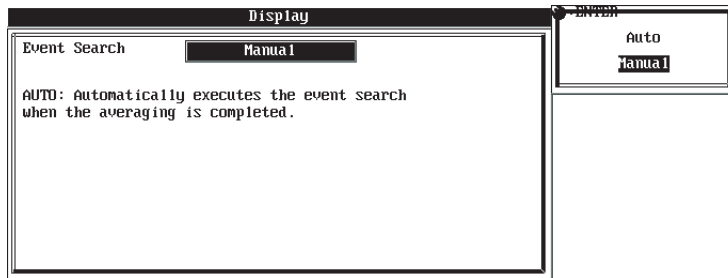 Display
Event Search Manual
AUTO: Automatically executes the event search
when the averaging is completed.
ENTER
Auto
Manual